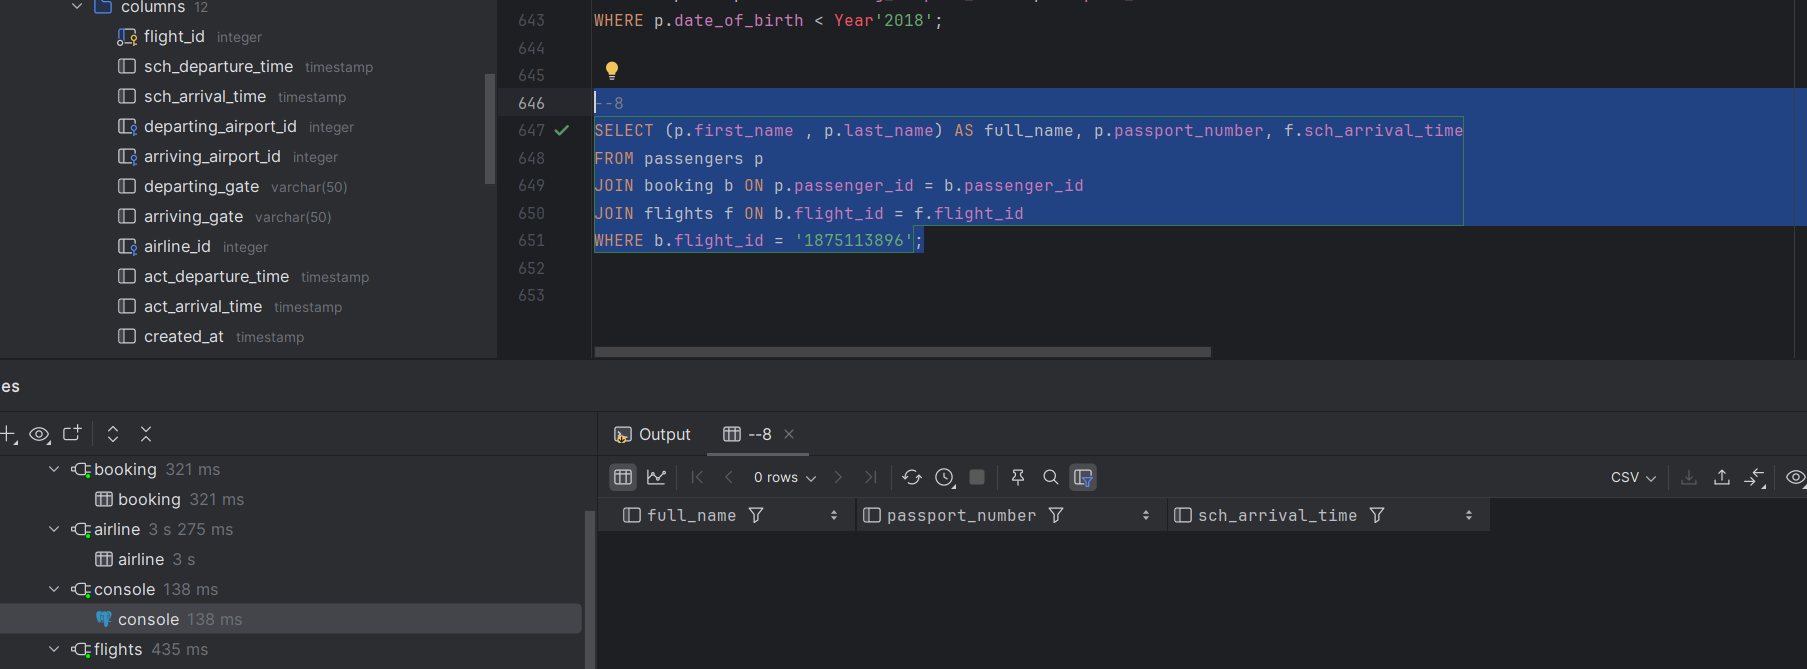 columns 12
flight_id integer
sch_departure_time timestamp
sch_arrival_time timestamp
departing_airport_id integer
arriving_airport_id integer
departing_gate varchar(50)
arriving_gate varchar(50)
airline_id integer
act_departure_time timestamp
act_arrival_time timestamp
created_at timestamp
643 WHERE p.date_of_birth < Year'2018';
644
645
646 --8
647 SELECT (p.first_name , p.last_name) AS full_name, p.passport_number, f.sch_arrival_time
648 FROM passengers p
649 JOIN booking b ON p.passenger_id = b.passenger_id
650 JOIN flights f ON b.flight_id = f.flight_id
651 WHERE b.flight_id = '1875113896';
652
653
es
booking 321 ms
booking 321 ms
airline 3 s 275 ms
airline 3 s
console 138 ms
console 138 ms
flights 435 ms
Output --8
0 rows CSV
full_name passport_number sch_arrival_time